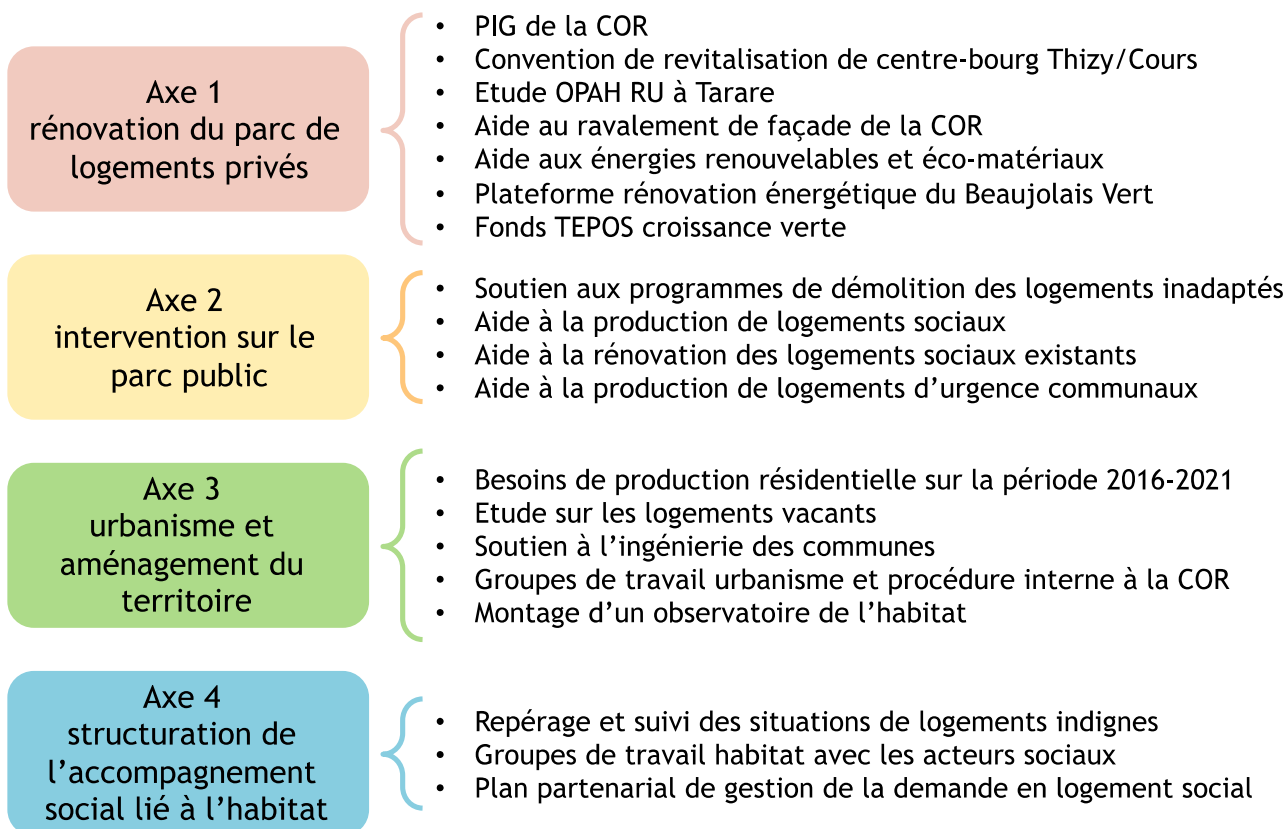 Axe 1
rénovation du parc de
logements privés
• PIG de la COR
• Convention de revitalisation de centre-bourg Thizy/Cours
• Etude OPAH RU à Tarare
• Aide au ravalement de façade de la COR
• Aide aux énergies renouvelables et éco-matériaux
• Plateforme rénovation énergétique du Beaujolais Vert
• Fonds TEPOS croissance verte
Axe 2
intervention sur le
parc public
• Soutien aux programmes de démolition des logements inadaptés
• Aide à la production de logements sociaux
• Aide à la rénovation des logements sociaux existants
• Aide à la production de logements d’urgence communaux
Axe 3
urbanisme et
aménagement du
territoire
• Besoins de production résidentielle sur la période 2016-2021
• Etude sur les logements vacants
• Soutien à l’ingénierie des communes
• Groupes de travail urbanisme et procédure interne à la COR
• Montage d’un observatoire de l’habitat
Axe 4
structuration de
l’accompagnement
social lié à l’habitat
• Repérage et suivi des situations de logements indignes
• Groupes de travail habitat avec les acteurs sociaux
• Plan partenarial de gestion de la demande en logement social